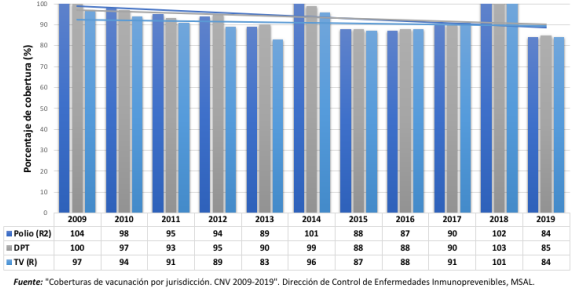 Porcentaje de cobertura (%)
100
90
80
70
60
50
40
30
20
10
0
2009 2010 2011 2012 2013 2014 2015 2016 2017 2018 2019
Polio (R2) 104 98 95 94 89 101 88 87 90 102 84
DPT 100 97 93 95 90 99 88 88 90 103 85
TV (R) 97 94 91 89 83 96 87 88 91 101 84
Fuente: "Coberturas de vacunación por jurisdicción. CNV 2009-2019". Dirección de Control de Enfermedades Inmunoprevenibles, MSAL.